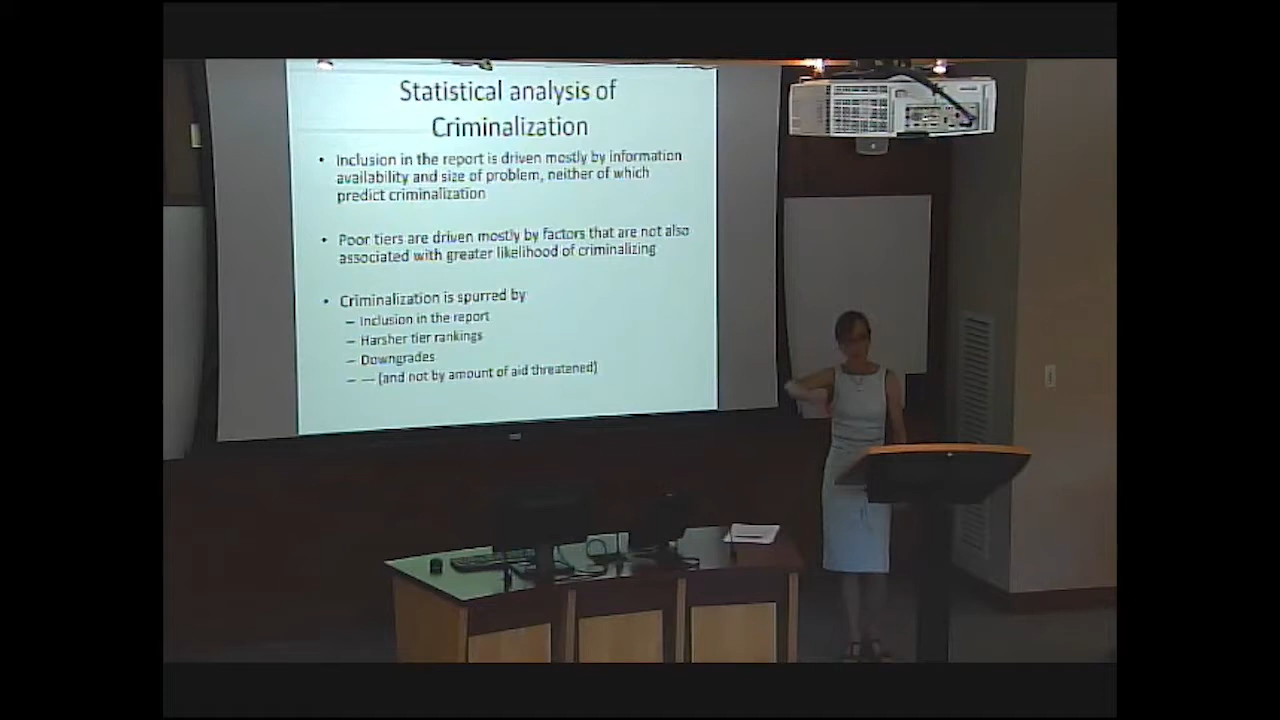 Statistical analysis of
Criminalization
• Inclusion in the report is driven mostly by information
availability and size of problem, neither of which
predict criminalization
• Poor tiers are driven mostly by factors that are not also
associated with greater likelihood of criminalizing
• Criminalization is spurred by
– Inclusion in the report
– Harsher tier rankings
– Downgrades
– — (and not by amount of aid threatened)